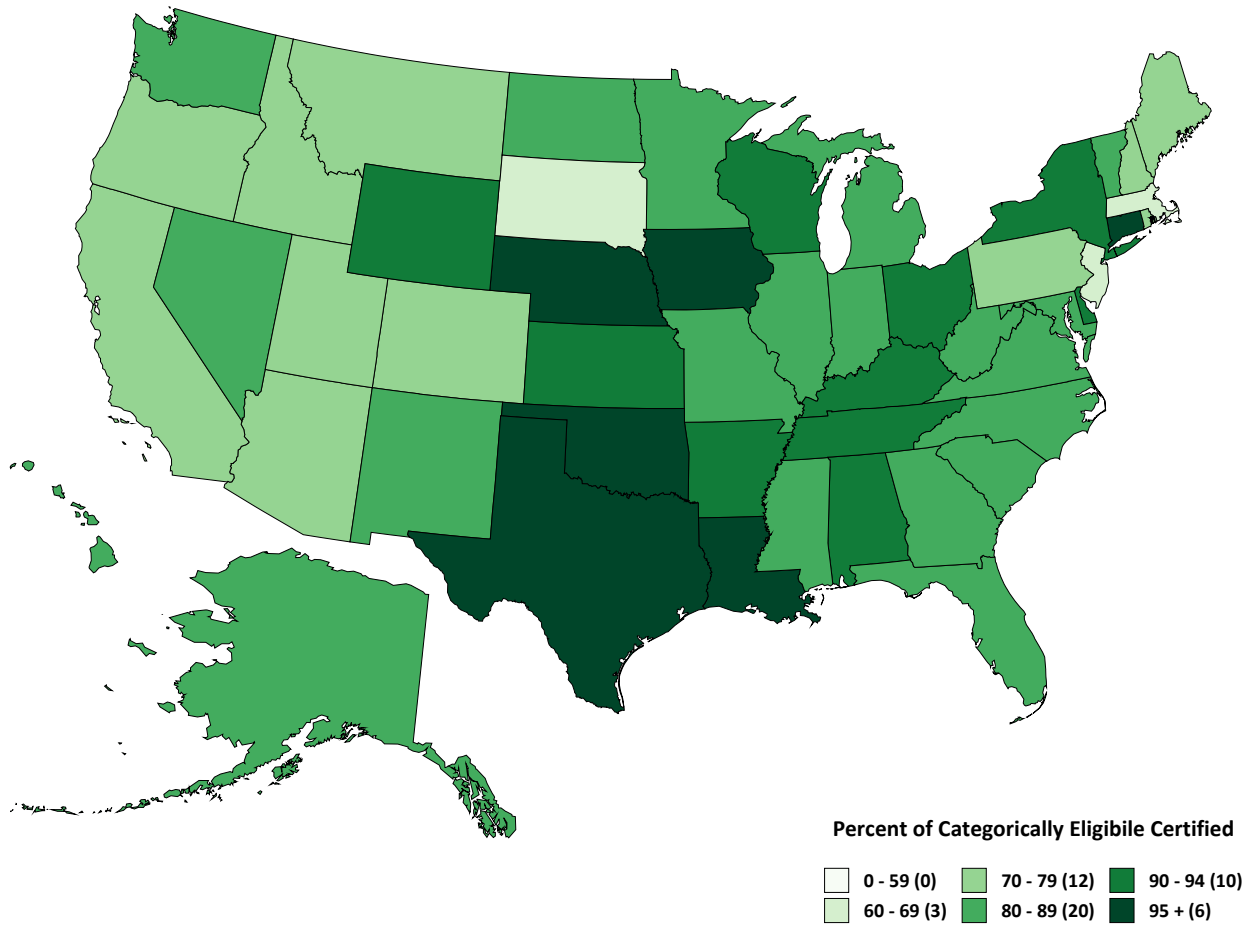 Percent of Categorically Eligibile Certified
0 - 59 (0) 70 - 79 (12) 90 - 94 (10)
60 - 69 (3) 80 - 89 (20) 95 + (6)